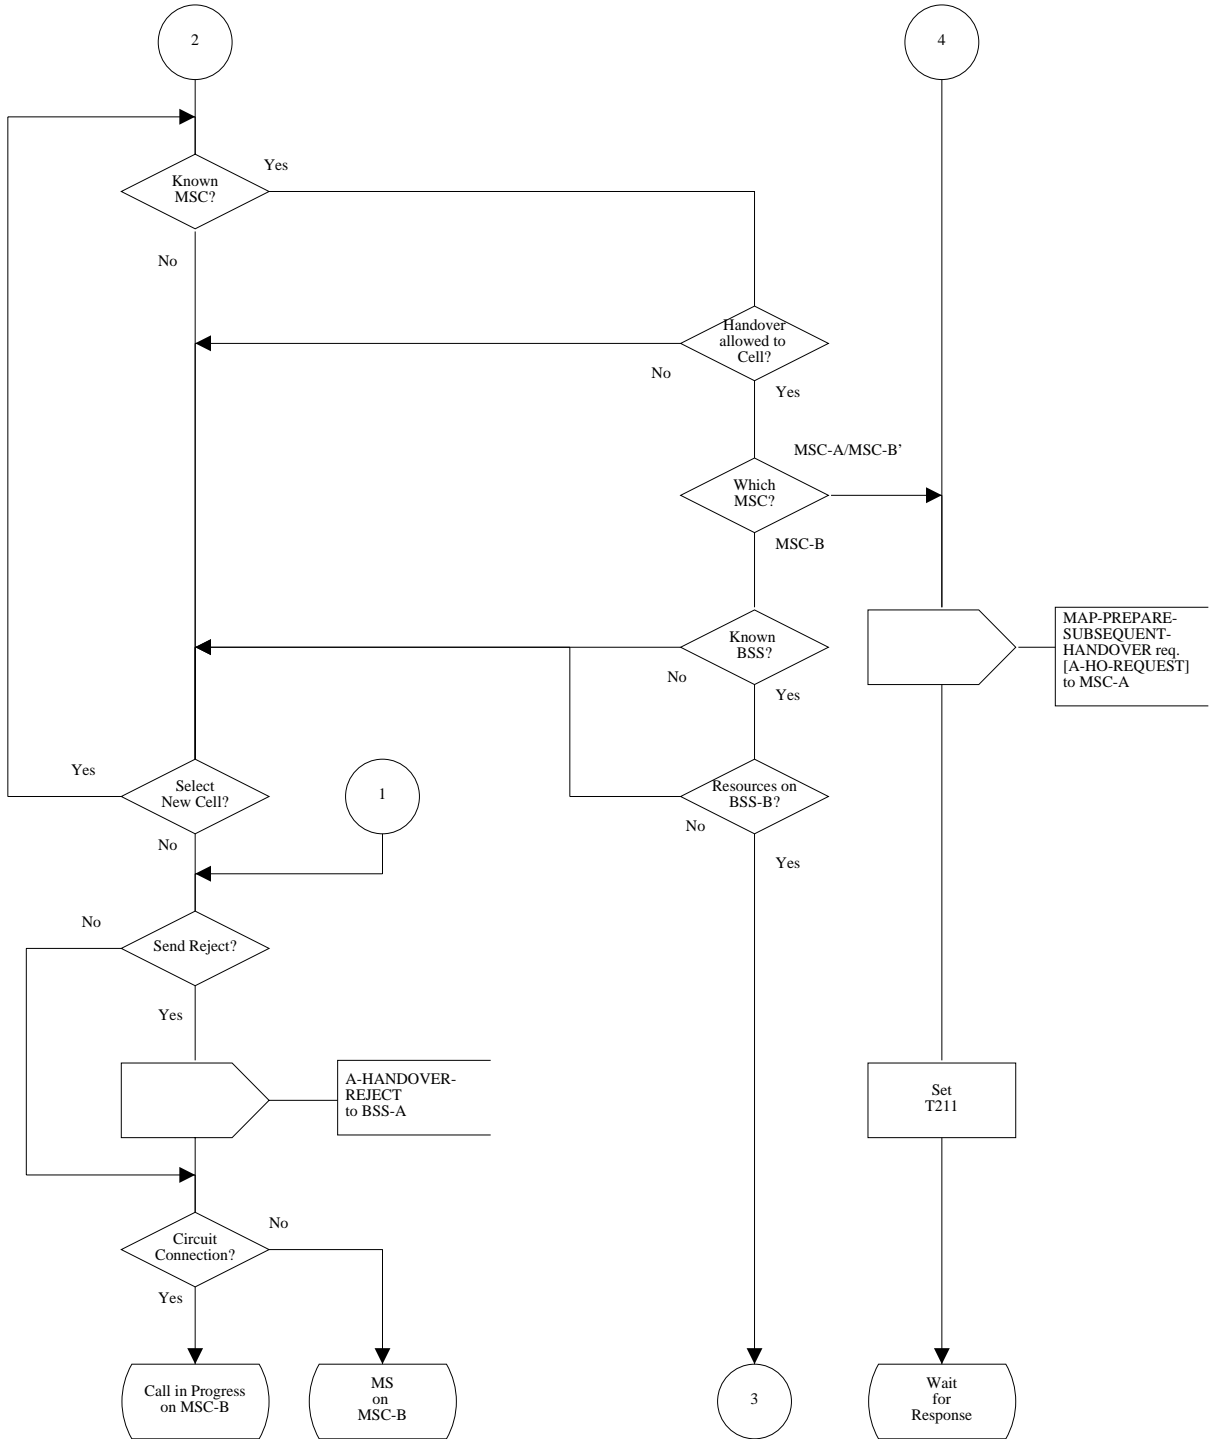 2
4
Known
MSC?
Yes
No
Handover
allowed to
Cell?
No
Yes
MSC-A/MSC-B’
Which
MSC?
MSC-B
Known
BSS?
No
Yes
MAP-PREPARE-
SUBSEQUENT-
HANDOVER req.
[A-HO-REQUEST]
to MSC-A
Yes
Select
New Cell?
No
1
Resources on
BSS-B?
No
Yes
No
Send Reject?
Yes
A-HANDOVER-
REJECT
to BSS-A
Set
T211
Circuit
Connection?
No
Yes
Call in Progress
on MSC-B
MS
on
MSC-B
3
Wait
for
Response